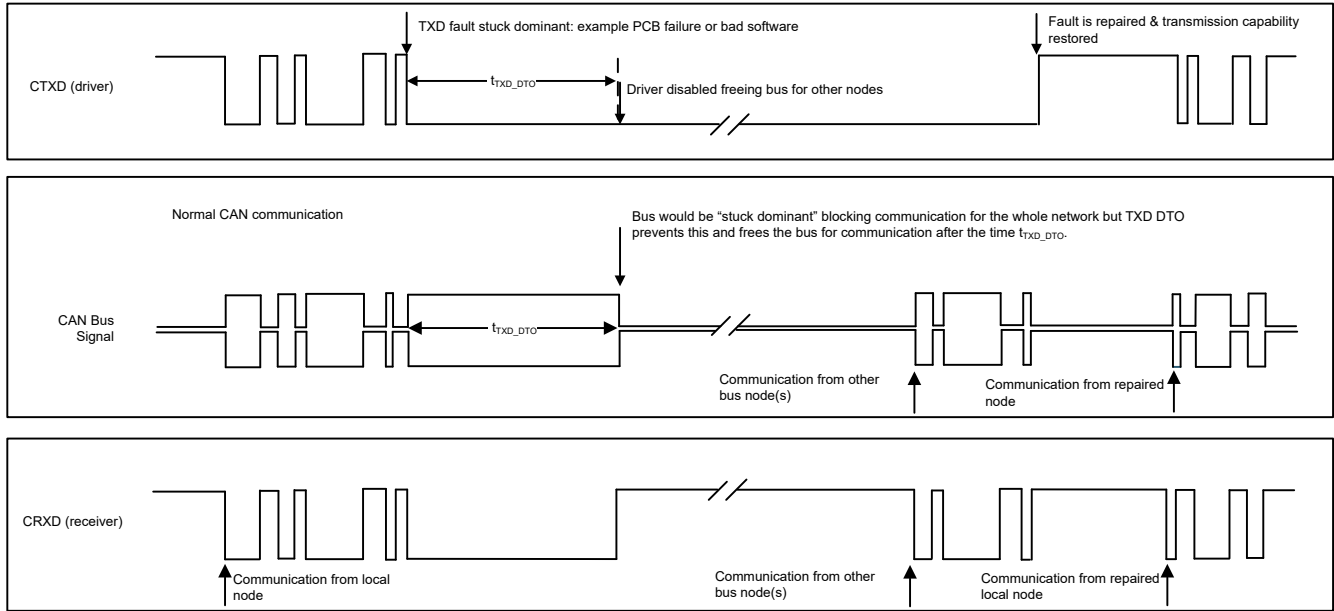 TXD fault stuck dominant: example PCB failure or bad software
Fault is repaired & transmission capability
restored
CTXD (driver)
tTXD_DTO
Driver disabled freeing bus for other nodes
Normal CAN communication
Bus would be “stuck dominant” blocking communication for the whole network but TXD DTO
prevents this and frees the bus for communication after the time tTXD_DTO.
CAN Bus
Signal
tTXD_DTO
Communication from other
bus node(s)
Communication from repaired
node
CRXD (receiver)
Communication from local
node
Communication from other
bus node(s)
Communication from repaired
local node